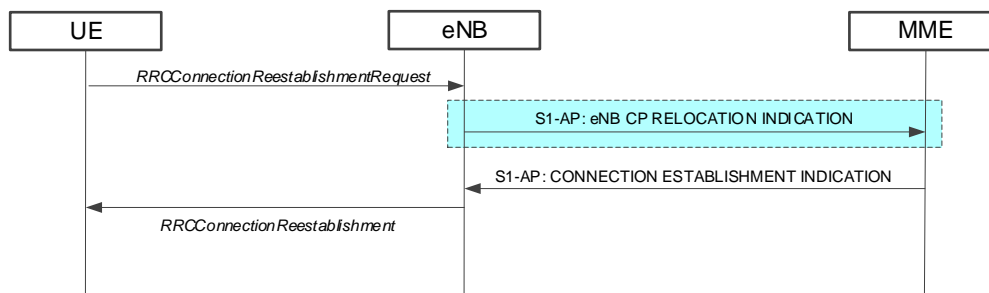 UE
eNB
MME
RRCConnectionReestablishmentRequest
S1-AP: eNB CP RELOCATION INDICATION
S1-AP: CONNECTION ESTABLISHMENT INDICATION
RRCConnectionReestablishment